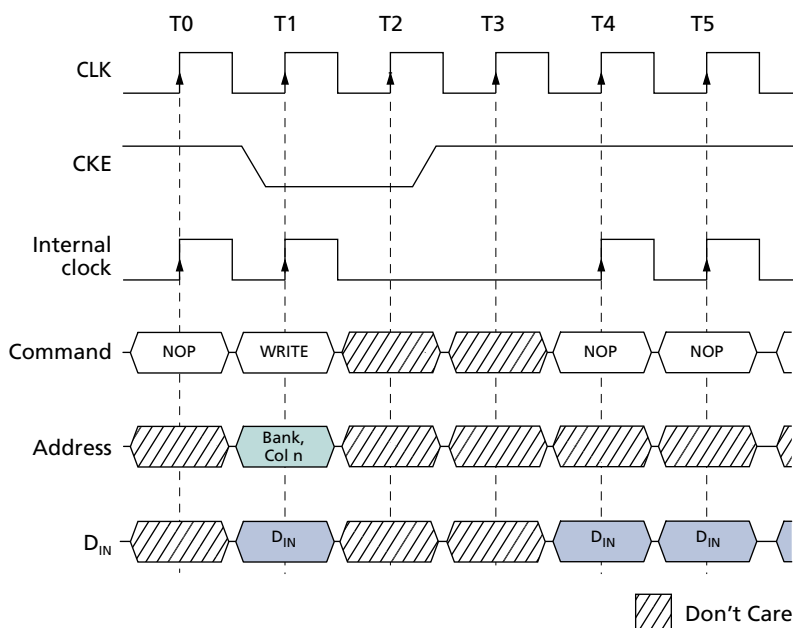 T0 T1 T2 T3 T4 T5
CLK
CKE
Internal
clock
Command NOP WRITE NOP NOP
Address Bank,
Col n
DIN DIN DIN DIN
Don't Care